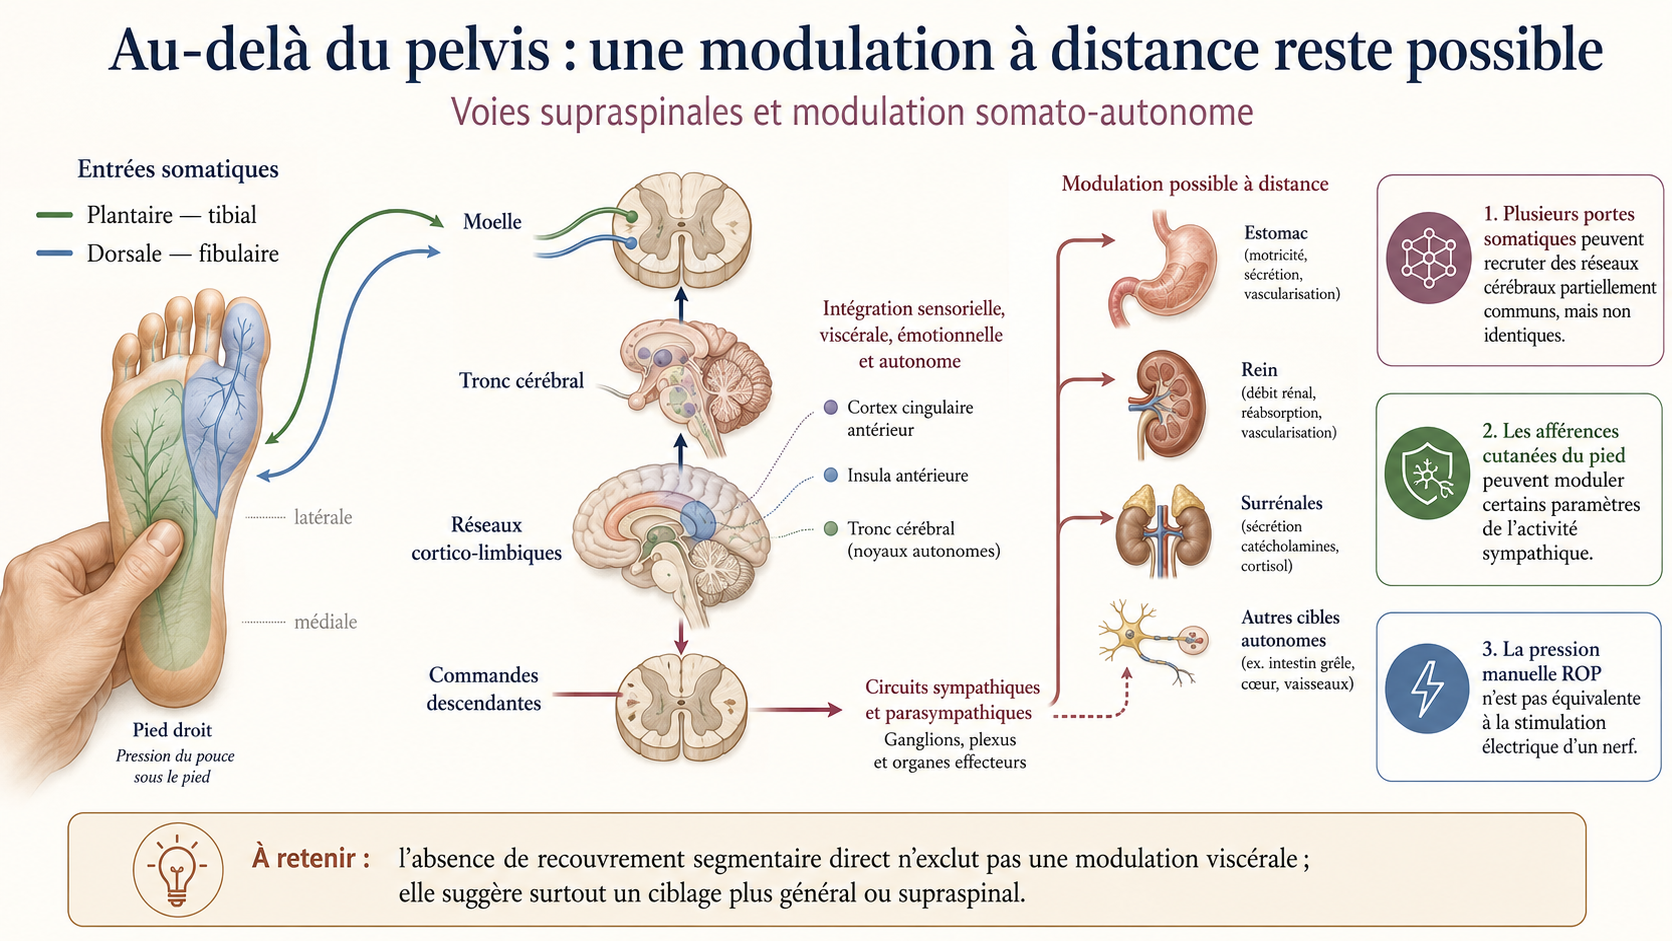 Au-delà du pelvis : une modulation à distance reste possible
Voies supraspinales et modulation somato-autonome
Entrées somatiques
Plantaire — tibial
Dorsale — fibulaire
latérale
médiale
Pied droit
Pression du pouce
sous le pied
Moelle
Tronc cérébral
Réseaux
cortico-limbiques
Commandes
descendantes
Intégration sensorielle,
viscérale, émotionnelle
et autonome
Cortex cingulaire
antérieur
Insula antérieure
Tronc cérébral
(noyaux autonomes)
Circuits sympathiques
et parasympathiques
Ganglions, plexus
et organes effecteurs
Modulation possible à distance
Estomac
(motricité,
sécrétion,
vascularisation)
Rein
(débit rénal,
réabsorption,
vascularisation)
Surrénales
(sécrétion
catécholamines,
cortisol)
Autres cibles
autonomes
(ex. intestin grêle,
cœur, vaisseaux)
1. Plusieurs portes
somatiques peuvent
recruter des réseaux
cérébraux partiellement
communs, mais non
identiques.
2. Les afférences
cutanées du pied
peuvent moduler
certains paramètres
de l'activité
sympathique.
3. La pression
manuelle ROP
n'est pas équivalente
à la stimulation
électrique d'un nerf.
À retenir :
l'absence de recouvrement segmentaire direct n'exclut pas une modulation viscérale ;
elle suggère surtout un ciblage plus général ou supraspinal.